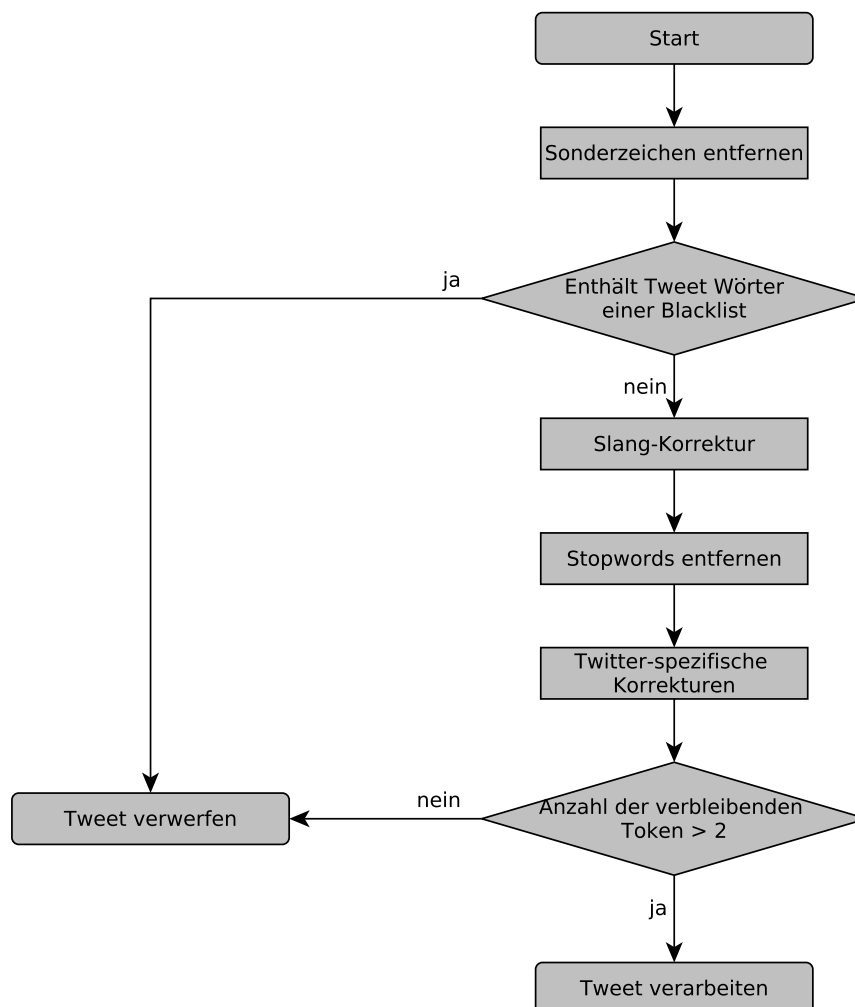 Start
Sonderzeichen entfernen
Enthält Tweet Wörter
einer Blacklist
ja
nein
Slang-Korrektur
Stopwords entfernen
Twitter-spezifische
Korrekturen
Anzahl der verbleibenden
Token > 2
nein
Tweet verwerfen
ja
Tweet verarbeiten